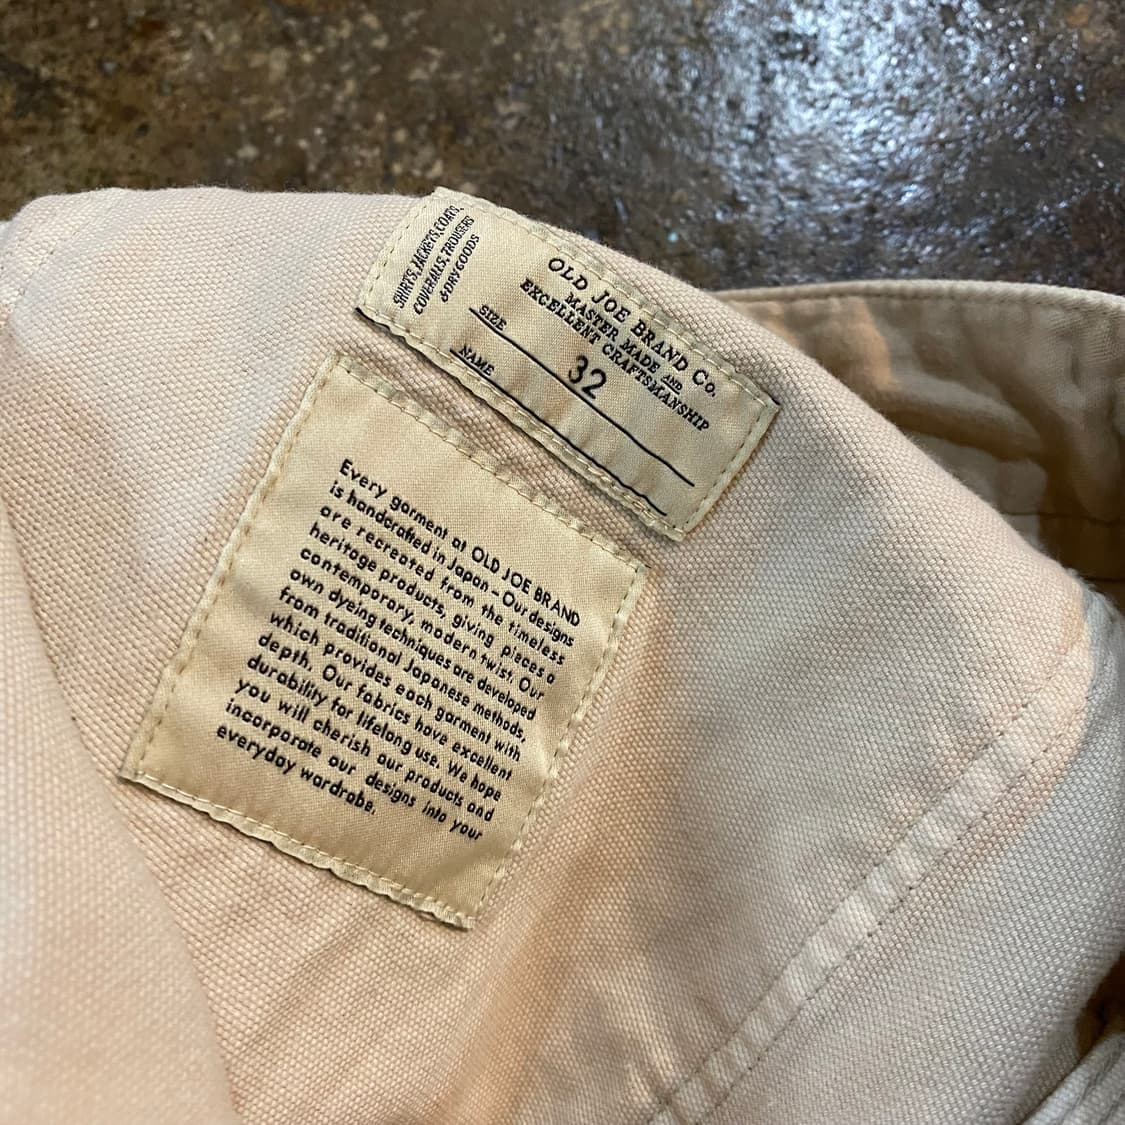 SHIRTS, JACKETS, COATS,
COVERALLS, TROUSERS
& DRY GOODS
OLD JOE BRAND Co.
MASTER MADE AND
EXCELLENT CRAFTSMANSHIP
SIZE 32
NAME
Every garment at OLD JOE BRAND
is handcrafted in Japan – Our designs
are recreated from the timeless
heritage products, giving pieces a
contemporary, modern twist. Our
own dyeing techniques are developed
from traditional Japanese methods,
which provides each garment with
depth. Our fabrics have excellent
durability for lifelong use. We hope
you will cherish our products and
incorporate our designs into your
everyday wardrobe.